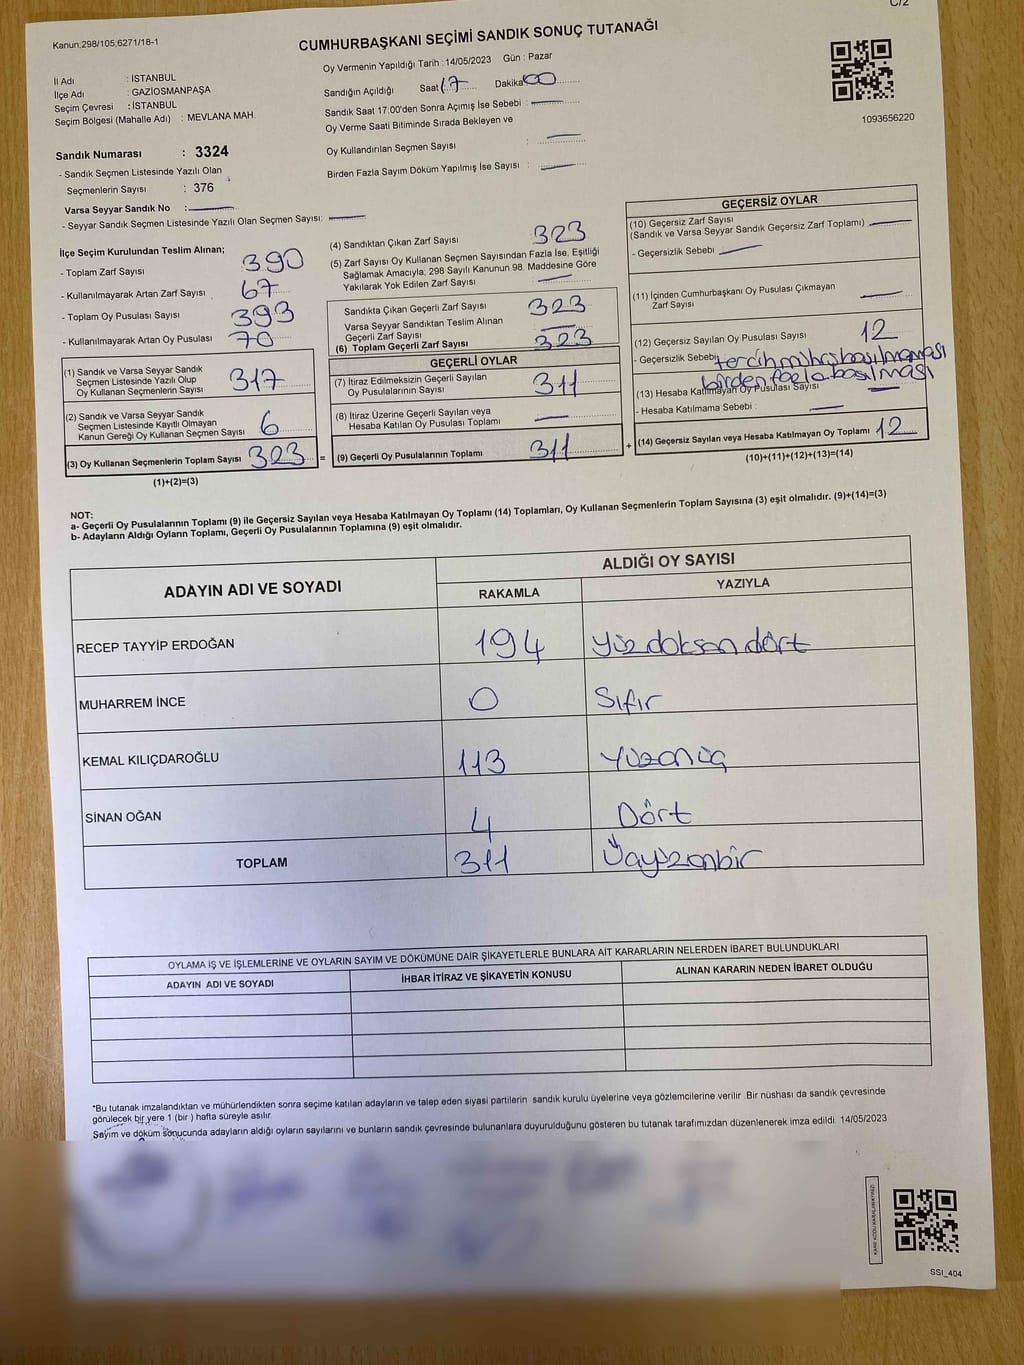 C/2
Kanun:298/105;6271/18-1
CUMHURBAŞKANI SEÇİMİ SANDIK SONUÇ TUTANAĞI
İl Adı : İSTANBUL
İlçe Adı : GAZİOSMANPAŞA
Seçim Çevresi : İSTANBUL
Seçim Bölgesi (Mahalle Adı) : MEVLANA MAH.
Oy Vermenin Yapıldığı Tarih : 14/05/2023 Gün : Pazar
Sandığın Açıldığı Saat 17 Dakika 00
Sandık Saat 17:00'den Sonra Açımış İse Sebebi :
Oy Verme Saati Bitiminde Sırada Bekleyen ve
Oy Kullandırılan Seçmen Sayısı :
Birden Fazla Sayım Döküm Yapılmış İse Sayısı :
1093656220
Sandık Numarası : 3324
- Sandık Seçmen Listesinde Yazılı Olan
Seçmenlerin Sayısı : 376
Varsa Seyyar Sandık No :
- Seyyar Sandık Seçmen Listesinde Yazılı Olan Seçmen Sayısı:
İlçe Seçim Kurulundan Teslim Alınan;
- Toplam Zarf Sayısı 390
- Kullanılmayarak Artan Zarf Sayısı 67
- Toplam Oy Pusulası Sayısı 393
- Kullanılmayarak Artan Oy Pusulası 70
(1) Sandık ve Varsa Seyyar Sandık
Seçmen Listesinde Yazılı Olup
Oy Kullanan Seçmenlerin Sayısı 317
(2) Sandık ve Varsa Seyyar Sandık
Seçmen Listesinde Kayıtlı Olmayan
Kanun Gereği Oy Kullanan Seçmen Sayısı 6
(3) Oy Kullanan Seçmenlerin Toplam Sayısı 323 =
(1)+(2)=(3)
(4) Sandıktan Çıkan Zarf Sayısı 323
(5) Zarf Sayısı Oy Kullanan Seçmen Sayısından Fazla İse, Eşitliği
Sağlamak Amacıyla; 298 Sayılı Kanunun 98. Maddesine Göre
Yakılarak Yok Edilen Zarf Sayısı
Sandıkta Çıkan Geçerli Zarf Sayısı 323
Varsa Seyyar Sandıktan Teslim Alınan
Geçerli Zarf Sayısı
(6) Toplam Geçerli Zarf Sayısı 323
GEÇERLİ OYLAR
(7) İtiraz Edilmeksizin Geçerli Sayılan
Oy Pusulalarının Sayısı 311
(8) İtiraz Üzerine Geçerli Sayılan veya
Hesaba Katılan Oy Pusulası Toplamı
(9) Geçerli Oy Pusulalarının Toplamı 311 +
GEÇERSİZ OYLAR
(10) Geçersiz Zarf Sayısı
(Sandık ve Varsa Seyyar Sandık Geçersiz Zarf Toplamı)
- Geçersizlik Sebebi
(11) İçinden Cumhurbaşkanı Oy Pusulası Çıkmayan
Zarf Sayısı
(12) Geçersiz Sayılan Oy Pusulası Sayısı 12
- Geçersizlik Sebebi tercih mührü basılmaması
birden fazla basılması
(13) Hesaba Katılmayan Oy Pusulası Sayısı
- Hesaba Katılmama Sebebi :
(14) Geçersiz Sayılan veya Hesaba Katılmayan Oy Toplamı 12
(10)+(11)+(12)+(13)=(14)
NOT:
a- Geçerli Oy Pusulalarının Toplamı (9) ile Geçersiz Sayılan veya Hesaba Katılmayan Oy Toplamı (14) Toplamları, Oy Kullanan Seçmenlerin Toplam Sayısına (3) eşit olmalıdır. (9)+(14)=(3)
b- Adayların Aldığı Oyların Toplamı, Geçerli Oy Pusulalarının Toplamına (9) eşit olmalıdır.
ADAYIN ADI VE SOYADI
ALDIĞI OY SAYISI
RAKAMLA YAZIYLA
RECEP TAYYİP ERDOĞAN 194 Yüzdoksandört
MUHARREM İNCE 0 Sıfır
KEMAL KILIÇDAROĞLU 113 Yüzonüç
SİNAN OĞAN 4 Dört
TOPLAM 311 Üçyüzonbir
OYLAMA İŞ VE İŞLEMLERİNE VE OYLARIN SAYIM VE DÖKÜMÜNE DAİR ŞİKAYETLERLE BUNLARA AİT KARARLARIN NELERDEN İBARET BULUNDUKLARI
ADAYIN ADI VE SOYADI İHBAR İTİRAZ VE ŞİKAYETİN KONUSU ALINAN KARARIN NEDEN İBARET OLDUĞU
*Bu tutanak imzalandıktan ve mühürlendikten sonra seçime katılan adayların ve talep eden siyasi partilerin sandık kurulu üyelerine veya gözlemcilerine verilir .Bir nüshası da sandık çevresinde
görülecek bir yere 1 (bir ) hafta süreyle asılır.
Sayım ve döküm sonucunda adayların aldığı oyların sayılarını ve bunların sandık çevresinde bulunanlara duyurulduğunu gösteren bu tutanak tarafımızdan düzenlenerek imza edildi. 14/05/2023
SSI_404